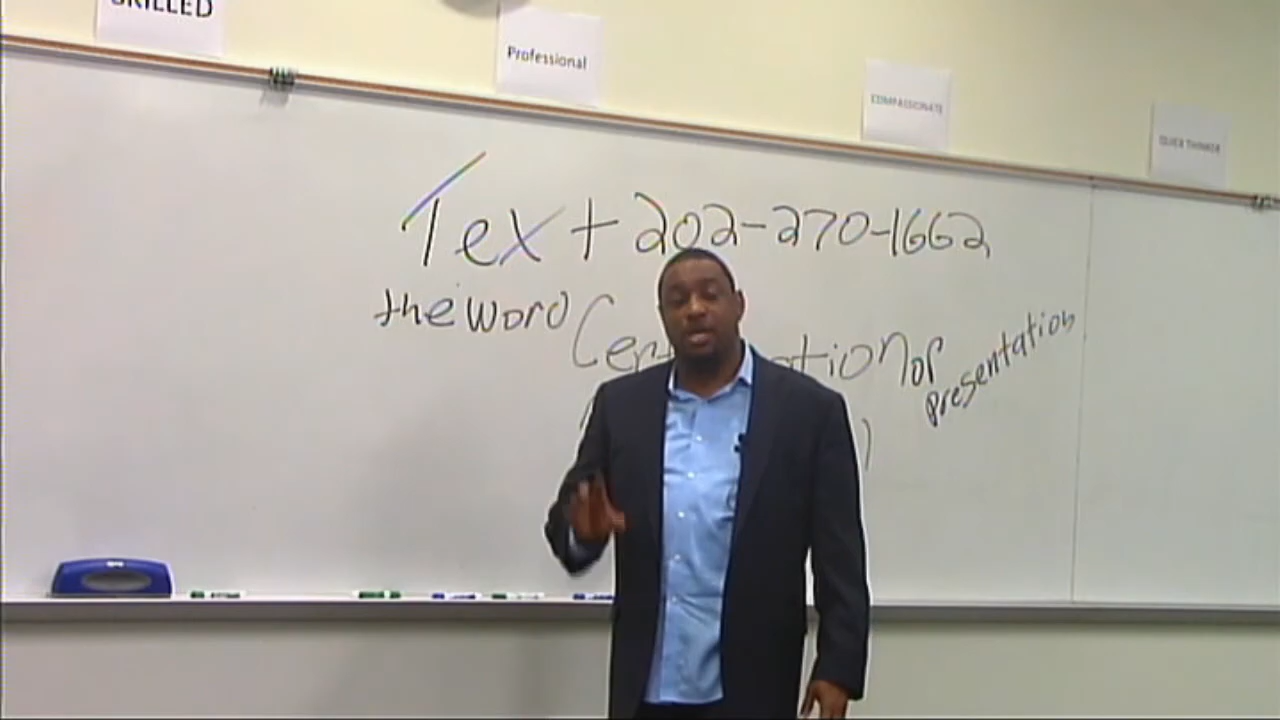 SKILLED
Professional
COMPASSIONATE
QUICK THINKER
Text 202-270-1662
the word
or
presentation